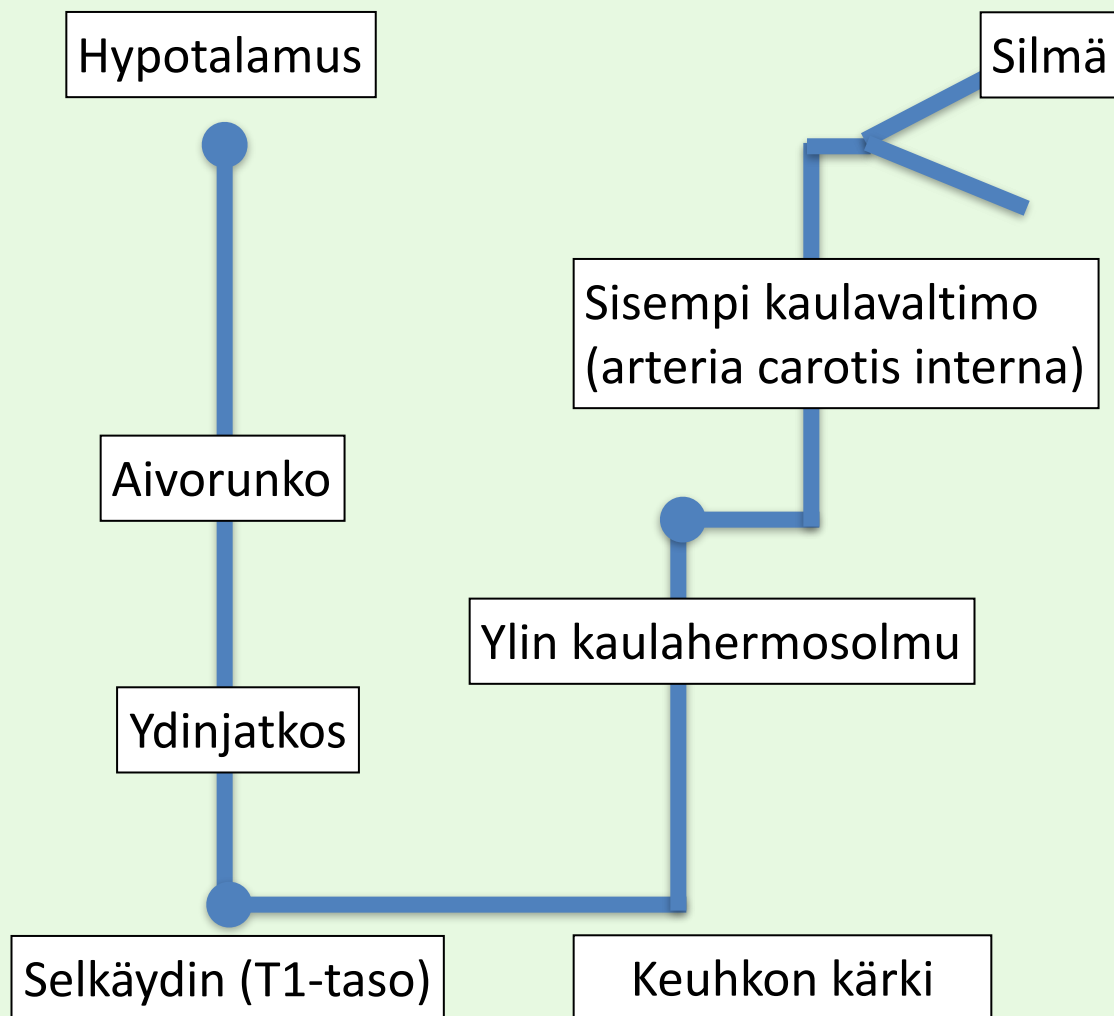 Hypotalamus
Silmä
Sisempi kaulavaltimo
(arteria carotis interna)
Aivorunko
Ylin kaulahermosolmu
Ydinjatkos
Selkäydin (T1-taso)
Keuhkon kärki